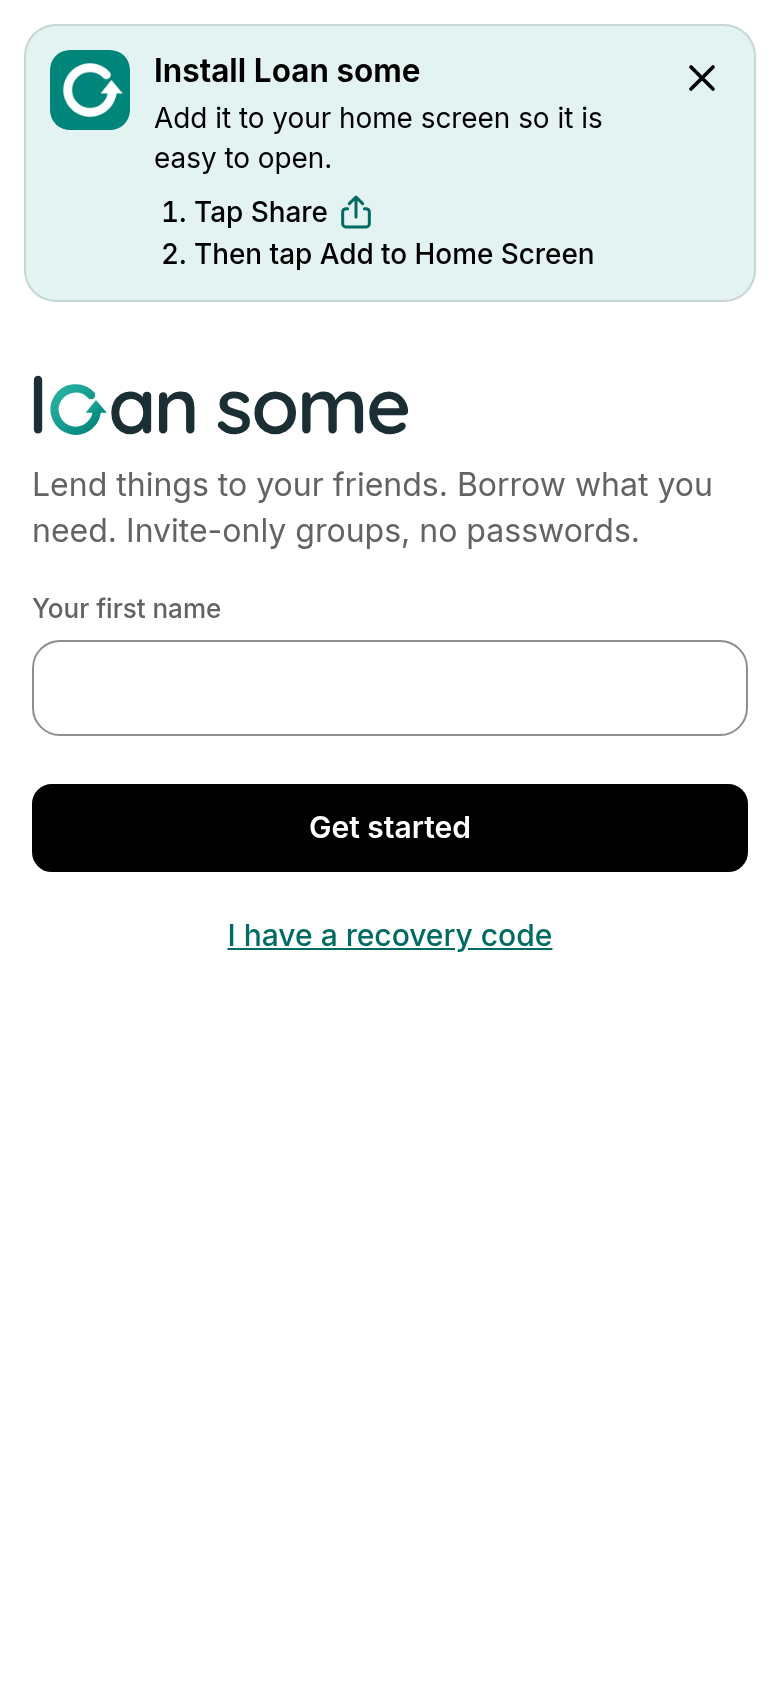 Install Loan some
Add it to your home screen so it is
easy to open.
1. Tap Share
2. Then tap Add to Home Screen
loan some
Lend things to your friends. Borrow what you
need. Invite-only groups, no passwords.
Your first name
Get started
I have a recovery code